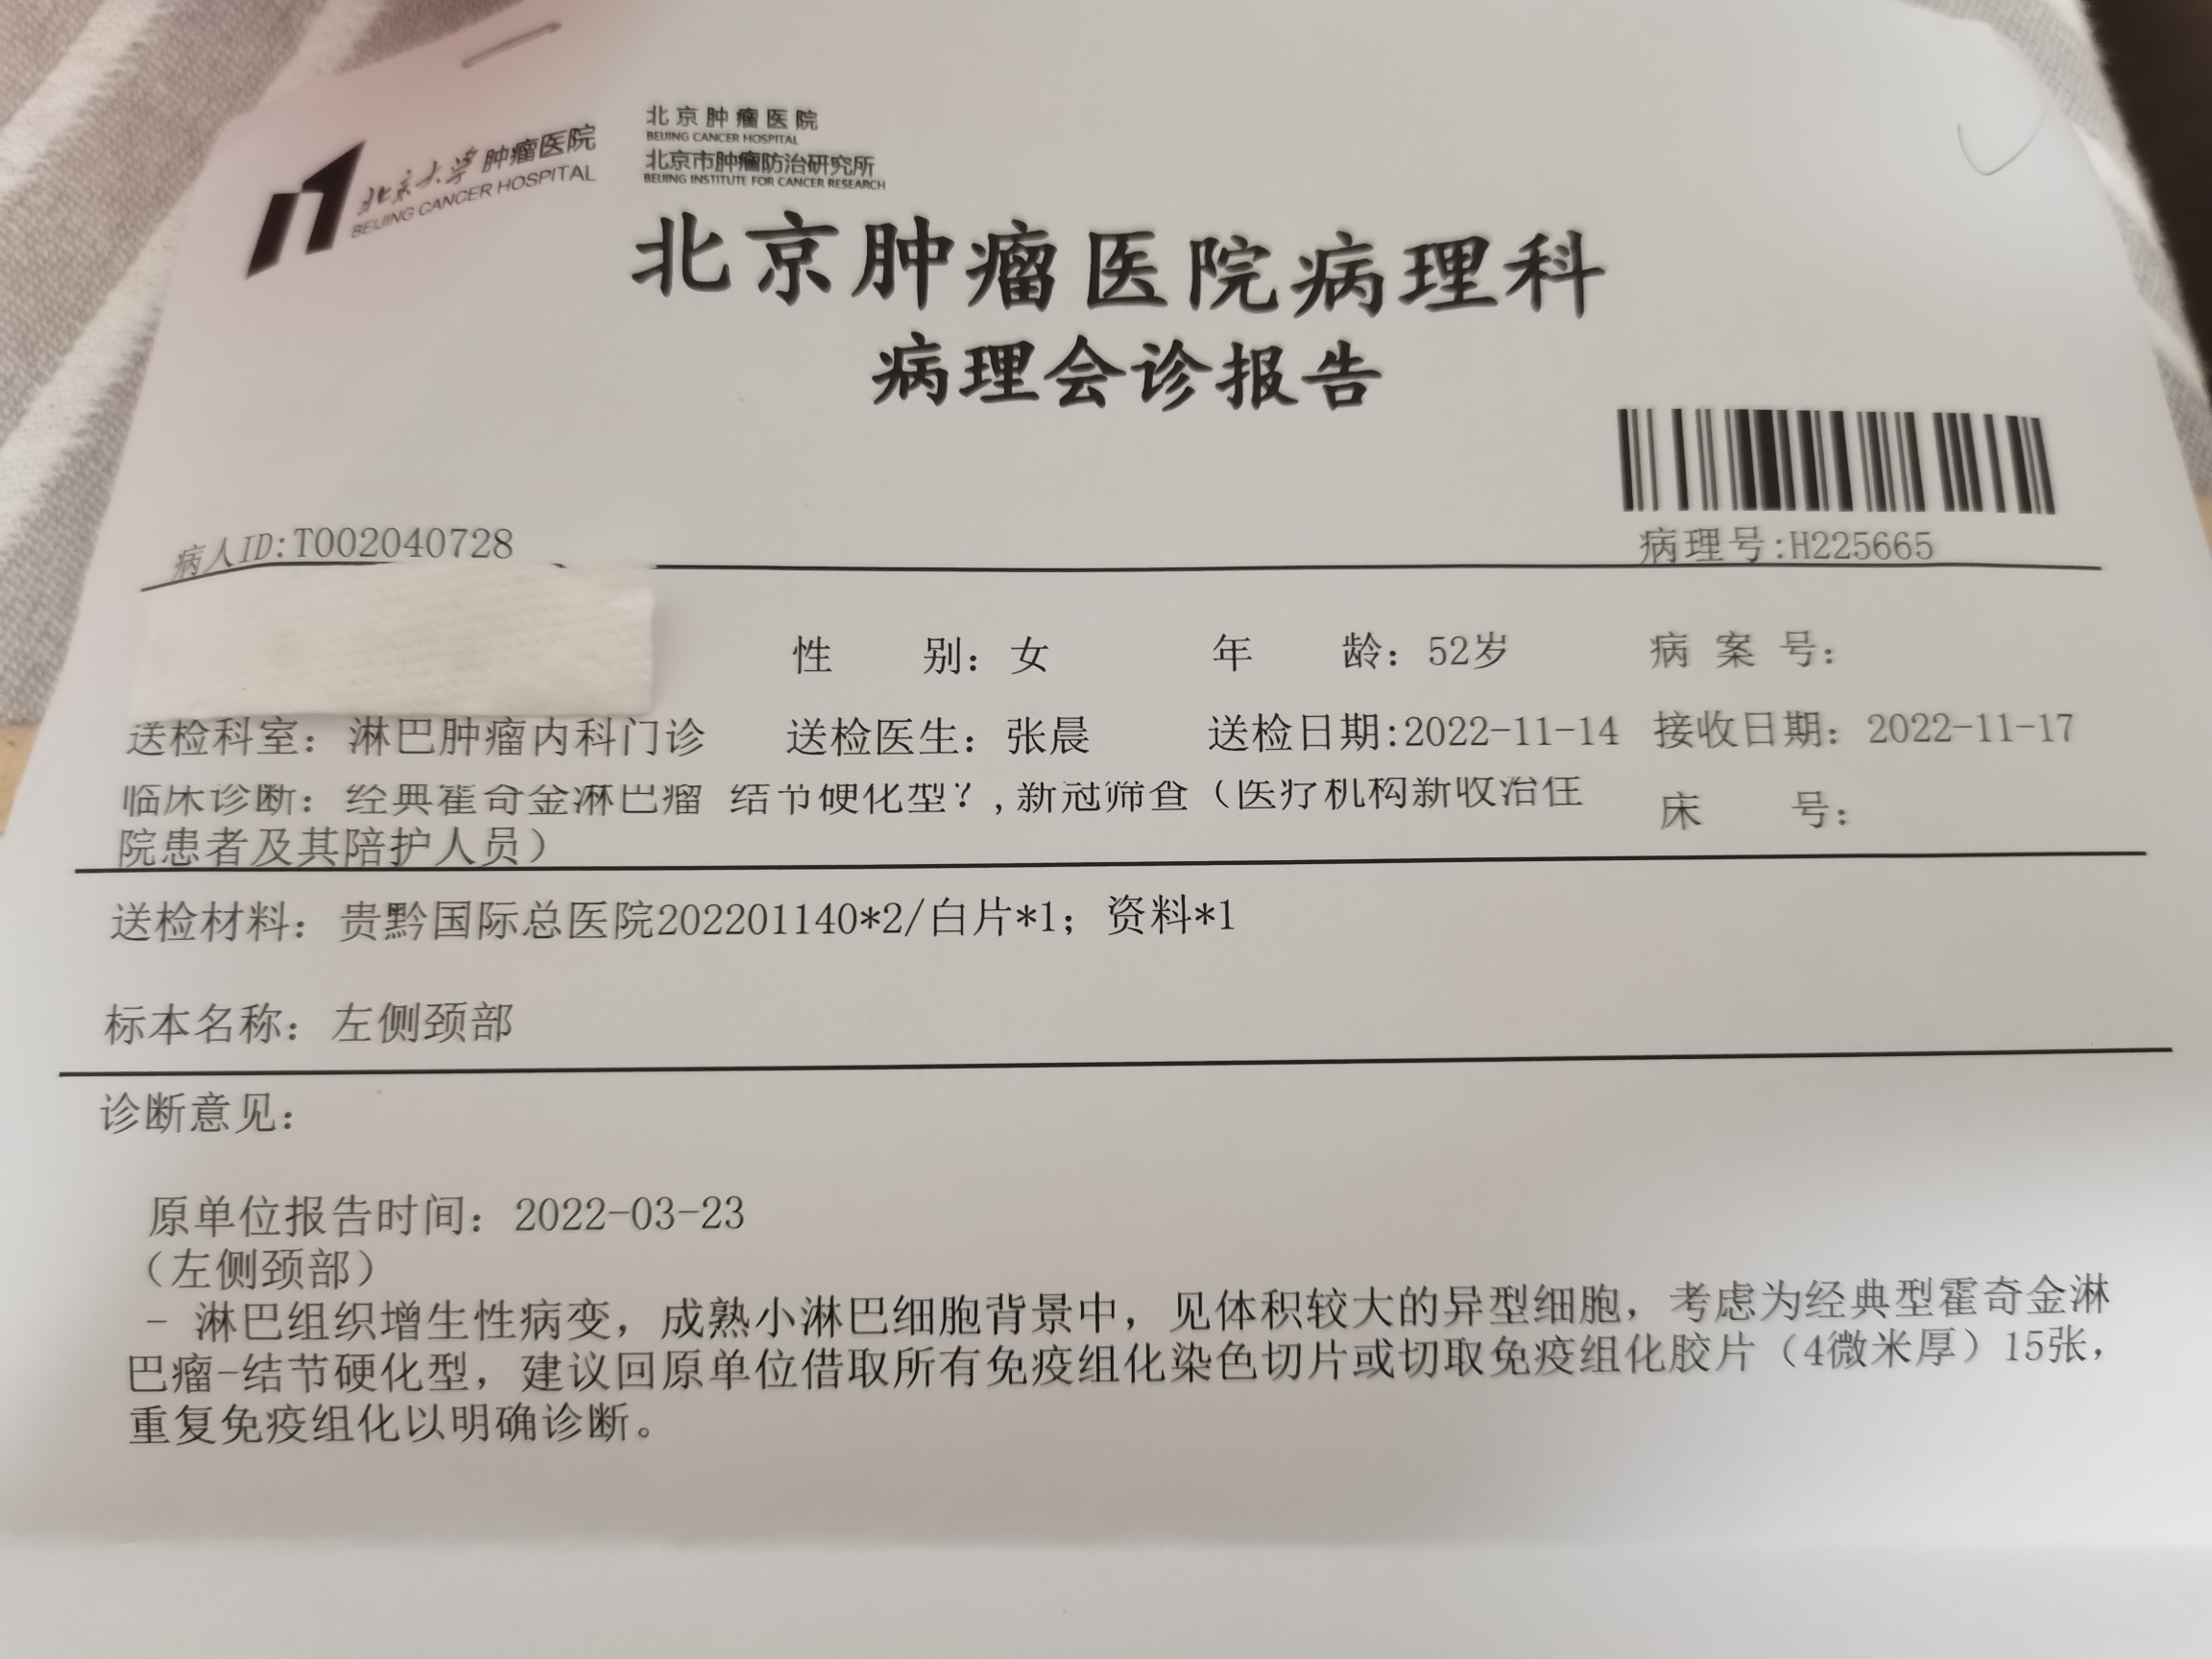 北京大学肿瘤医院
BEIJING CANCER HOSPITAL
北京肿瘤医院
BEIJING CANCER HOSPITAL
北京市肿瘤防治研究所
BEIJING INSTITUTE FOR CANCER RESEARCH
北京肿瘤医院病理科
病理会诊报告
病人ID:T002040728 病理号:H225665
性 别：女 年 龄：52岁 病 案 号：
送检科室：淋巴肿瘤内科门诊 送检医生：张晨 送检日期:2022-11-14 接收日期：2022-11-17
临床诊断：经典霍奇金淋巴瘤 结节硬化型？,新冠筛查（医疗机构新收治住 床 号：
院患者及其陪护人员）
送检材料：贵黔国际总医院202201140*2/白片*1；资料*1
标本名称：左侧颈部
诊断意见：
原单位报告时间：2022-03-23
（左侧颈部）
- 淋巴组织增生性病变，成熟小淋巴细胞背景中，见体积较大的异型细胞，考虑为经典型霍奇金淋
巴瘤-结节硬化型，建议回原单位借取所有免疫组化染色切片或切取免疫组化胶片（4微米厚）15张，
重复免疫组化以明确诊断。